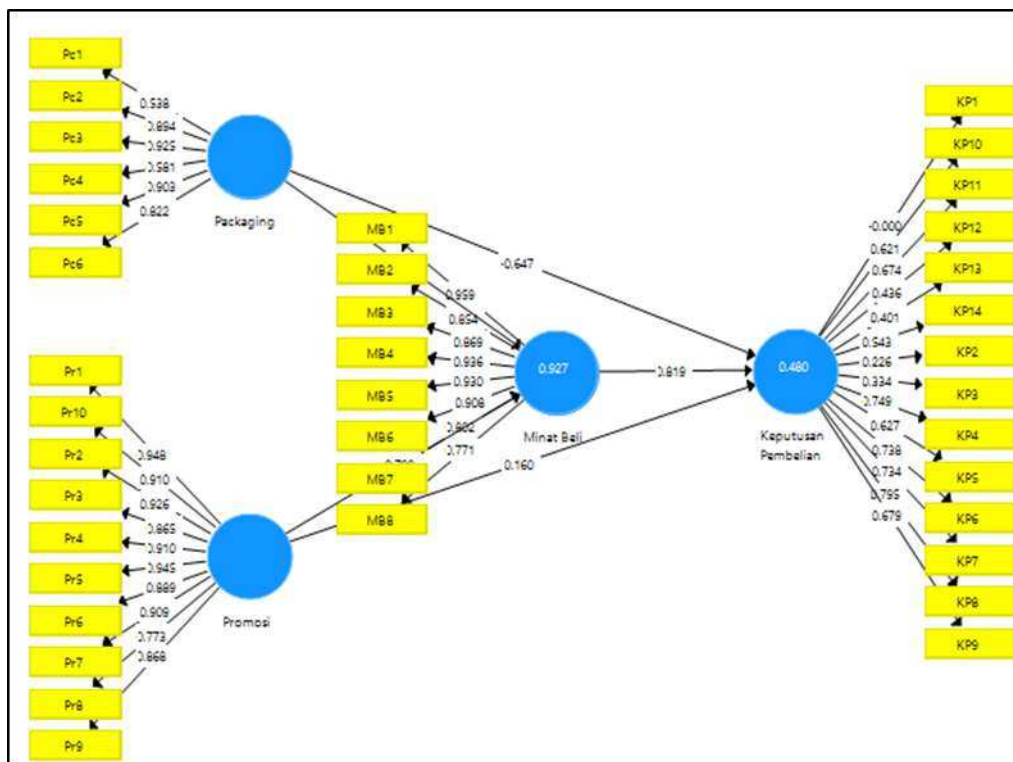 Pc1
Pc2
Pc3
Pc4
Pc5
Pc6
0.538
0.894
0.925
0.581
0.903
0.822
Packaging
Pr1
Pr10
Pr2
Pr3
Pr4
Pr5
Pr6
Pr7
Pr8
Pr9
0.948
0.910
0.926
0.865
0.910
0.945
0.889
0.909
0.773
0.868
Promosi
MB1
MB2
MB3
MB4
MB5
MB6
MB7
MB8
0.959
0.854
0.869
0.936
0.930
0.908
0.771
0.927
Minat Beli
-0.647
0.819
0.160
0.480
Keputusan
Pembelian
-0.000
0.621
0.674
0.436
0.401
0.543
0.226
0.334
0.749
0.627
0.738
0.734
0.795
0.679
KP1
KP10
KP11
KP12
KP13
KP14
KP2
KP3
KP4
KP5
KP6
KP7
KP8
KP9